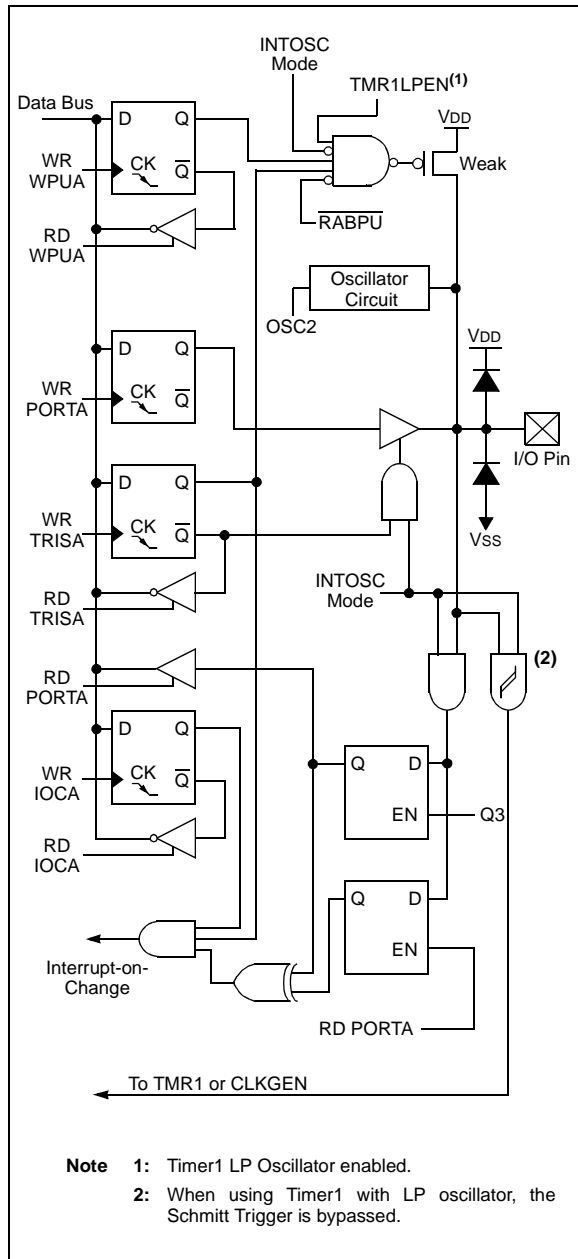 INTOSC
Mode
TMR1LPEN(1)
Data Bus
D Q
VDD
WR
WPUA
CK Q
Weak
RD
WPUA
RABPU
Oscillator
Circuit
OSC2
VDD
D Q
WR
PORTA
CK Q
I/O Pin
D Q
WR
TRISA
CK Q
VSS
INTOSC
Mode
RD
TRISA
(2)
RD
PORTA
D Q
WR
IOCA
CK Q
Q D
EN
Q3
RD
IOCA
Q D
EN
Interrupt-on-
Change
RD PORTA
To TMR1 or CLKGEN
Note 1: Timer1 LP Oscillator enabled.
2: When using Timer1 with LP oscillator, the
Schmitt Trigger is bypassed.